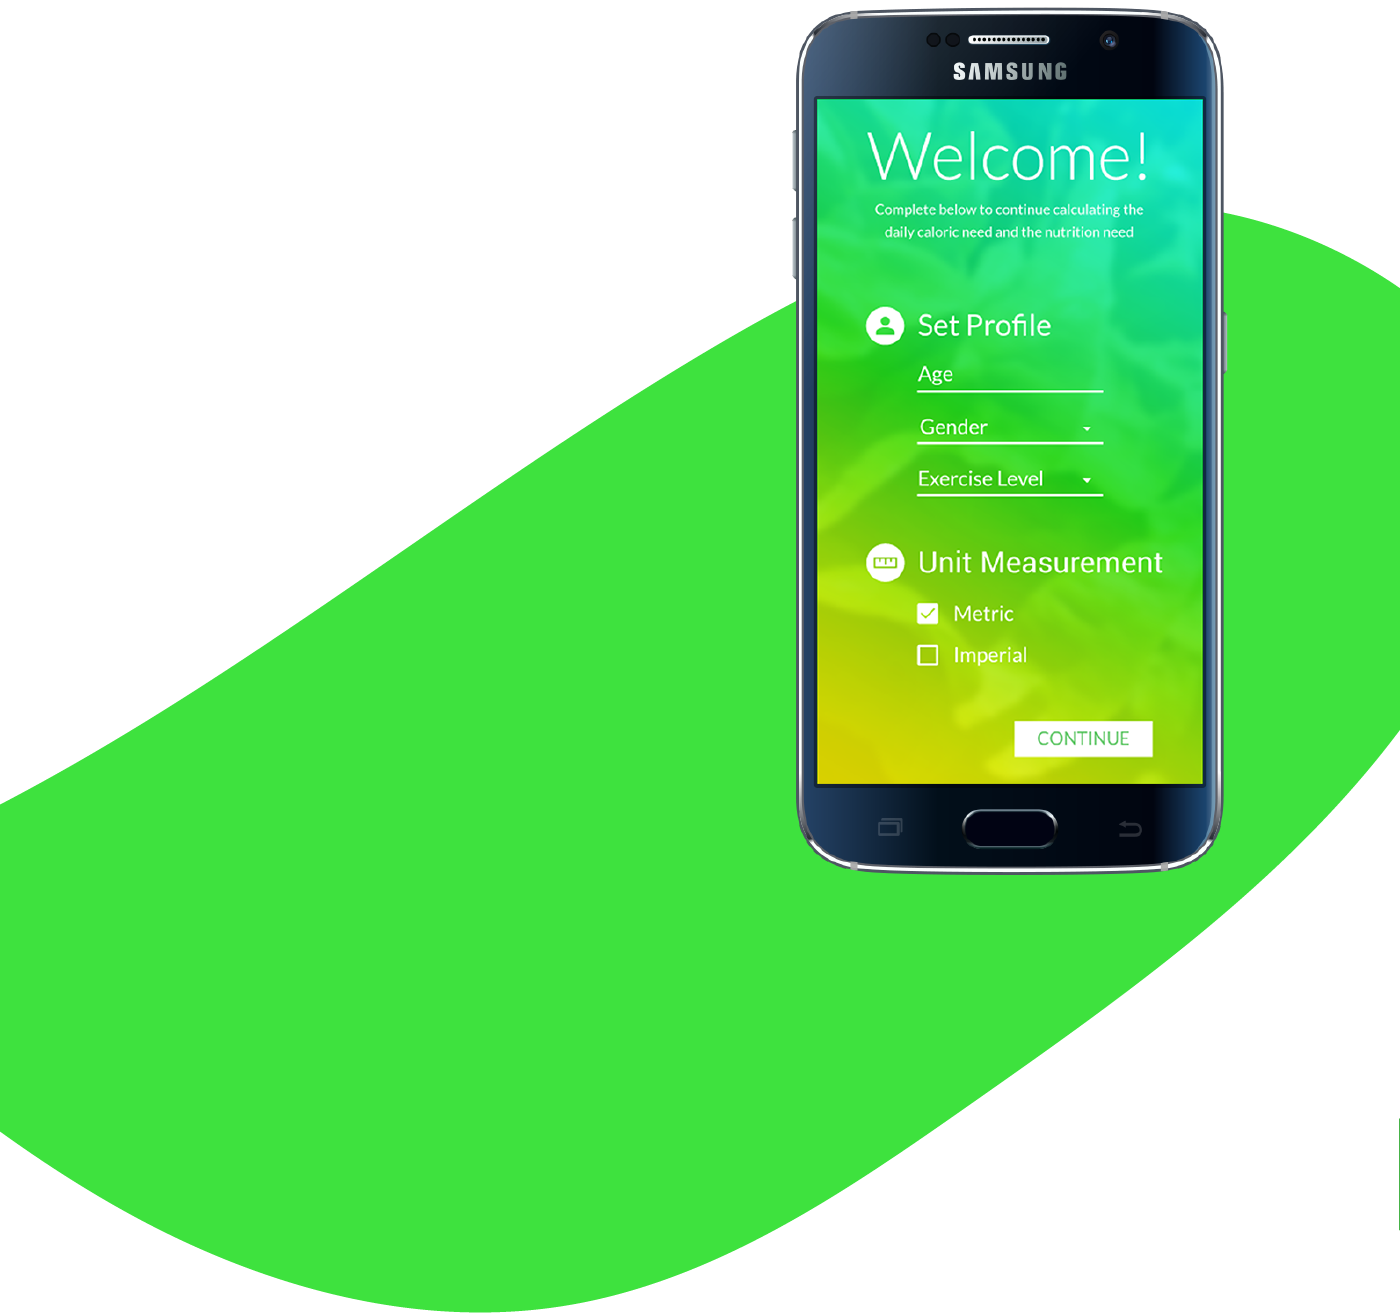 SAMSUNG
Welcome!
Complete below to continue calculating the
daily caloric need and the nutrition need
Set Profile
Age
Gender
Exercise Level
Unit Measurement
Metric
Imperial
CONTINUE